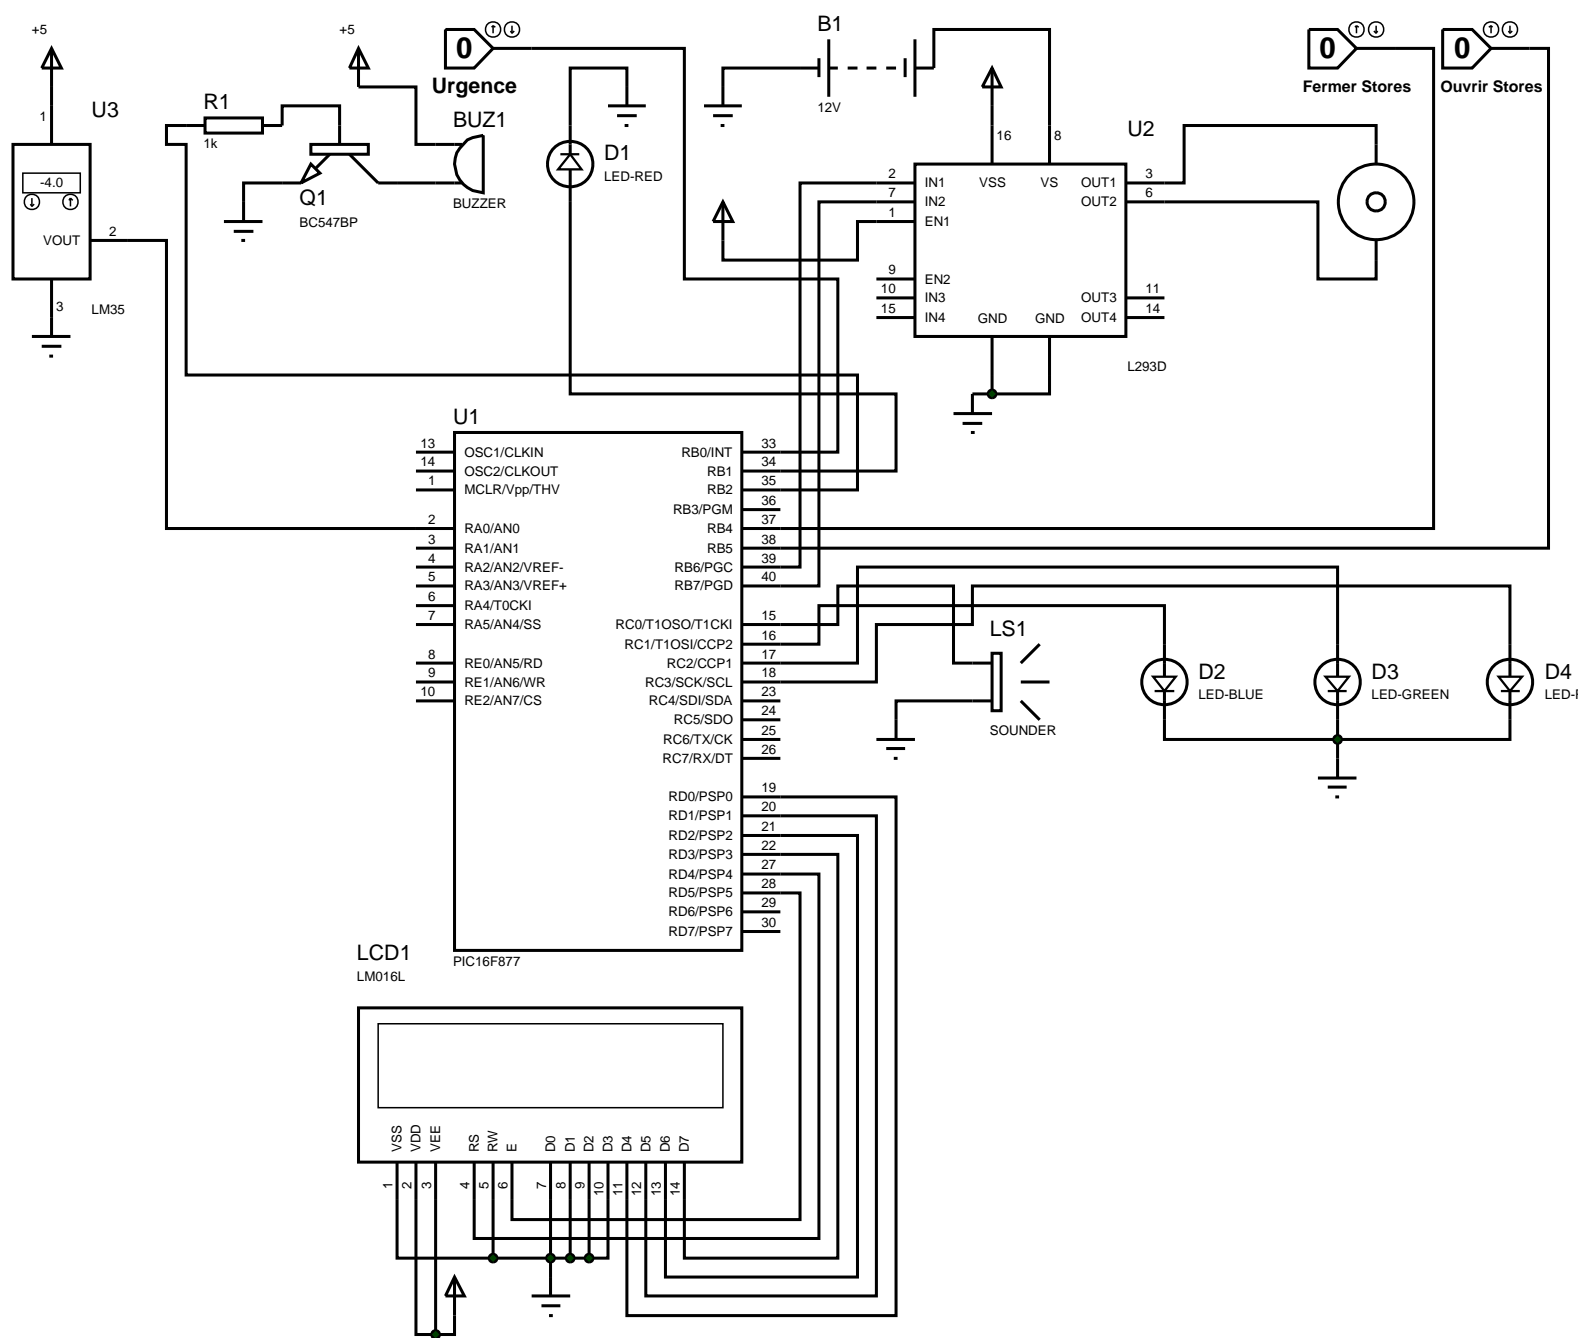 +5
U3
1
-4.0
VOUT
2
3
LM35
R1
1k
Q1
BC547BP
+5
BUZ1
BUZZER
0
Urgence
D1
LED-RED
B1
12V
U2
16
8
2
IN1
7
IN2
1
EN1
9
EN2
10
IN3
15
IN4
VSS
VS
GND
GND
OUT1
3
OUT2
6
OUT3
11
OUT4
14
L293D
0
Fermer Stores
0
Ouvrir Stores
U1
13
OSC1/CLKIN
14
OSC2/CLKOUT
1
MCLR/Vpp/THV
2
RA0/AN0
3
RA1/AN1
4
RA2/AN2/VREF-
5
RA3/AN3/VREF+
6
RA4/T0CKI
7
RA5/AN4/SS
8
RE0/AN5/RD
9
RE1/AN6/WR
10
RE2/AN7/CS
RB0/INT
33
RB1
34
RB2
35
RB3/PGM
36
RB4
37
RB5
38
RB6/PGC
39
RB7/PGD
40
RC0/T1OSO/T1CKI
15
RC1/T1OSI/CCP2
16
RC2/CCP1
17
RC3/SCK/SCL
18
RC4/SDI/SDA
23
RC5/SDO
24
RC6/TX/CK
25
RC7/RX/DT
26
RD0/PSP0
19
RD1/PSP1
20
RD2/PSP2
21
RD3/PSP3
22
RD4/PSP4
27
RD5/PSP5
28
RD6/PSP6
29
RD7/PSP7
30
PIC16F877
LS1
SOUNDER
D2
LED-BLUE
D3
LED-GREEN
D4
LCD1
LM016L
VSS
VDD
VEE
RS
RW
E
D0
D1
D2
D3
D4
D5
D6
D7
1
2
3
4
5
6
7
8
9
10
11
12
13
14